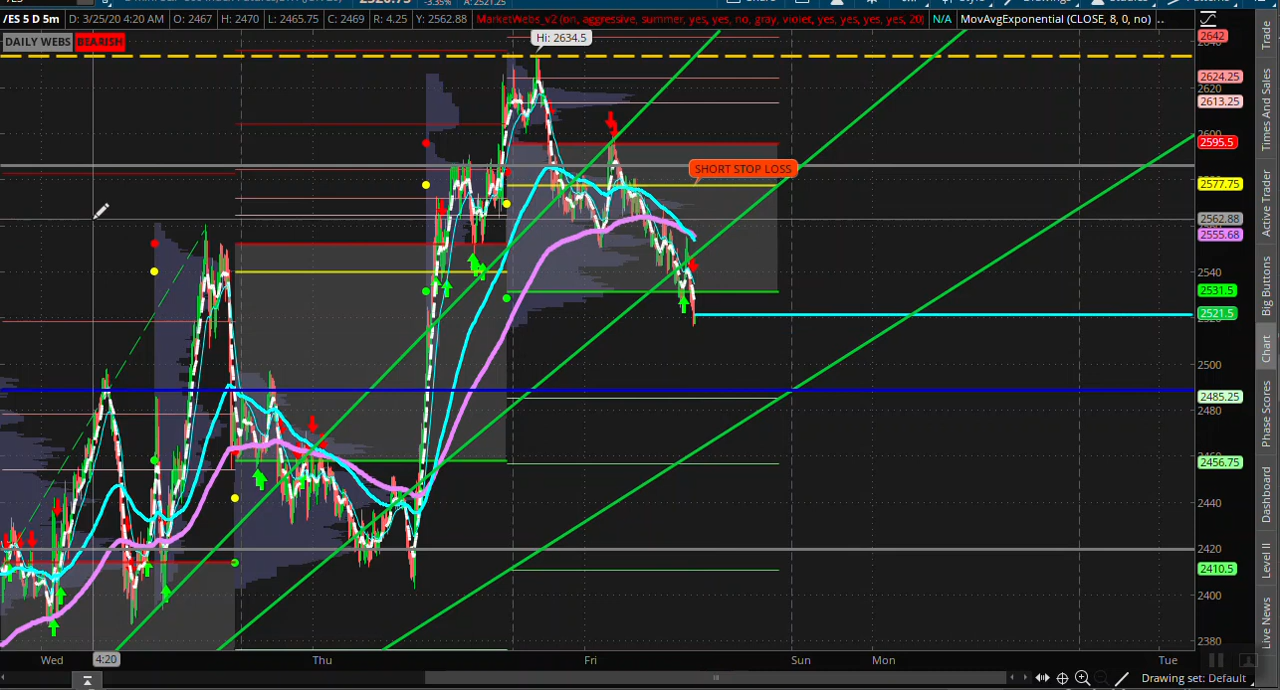 -3.35%
A: 2521.25
/ES 5 D 5m D: 3/25/20 4:20 AM O: 2467 H: 2470 L: 2465.75 C: 2469 R: 4.25 Y: 2562.88 MarketWebs_v2 (on, aggressive, summer, yes, yes, no, gray, violet, yes, yes, yes, yes, 20) N/A MovAvgExponential (CLOSE, 8, 0, no) ..
DAILY WEBS BEARISH
Hi: 2634.5
SHORT STOP LOSS
2642
2624.25
2620
2613.25
2600
2595.5
2577.75
2562.88
2555.68
2540
2531.5
2521.5
2500
2485.25
2480
2456.75
2440
2420
2410.5
2400
2380
Trade
Times And Sales
Active Trader
Big Buttons
Chart
Phase Scores
Dashboard
Level II
Live News
Wed 4:20 Thu Fri Sun Mon Tue
Drawing set: Default